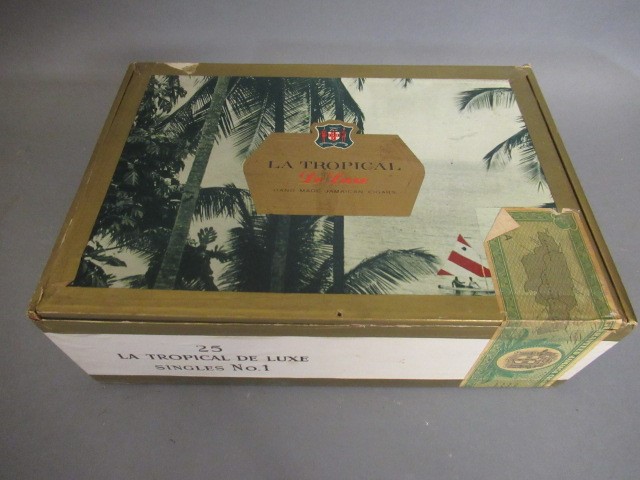 LA TROPICAL
De Luxe
HAND MADE JAMAICAN CIGARS
25
LA TROPICAL DE LUXE
SINGLES No.1